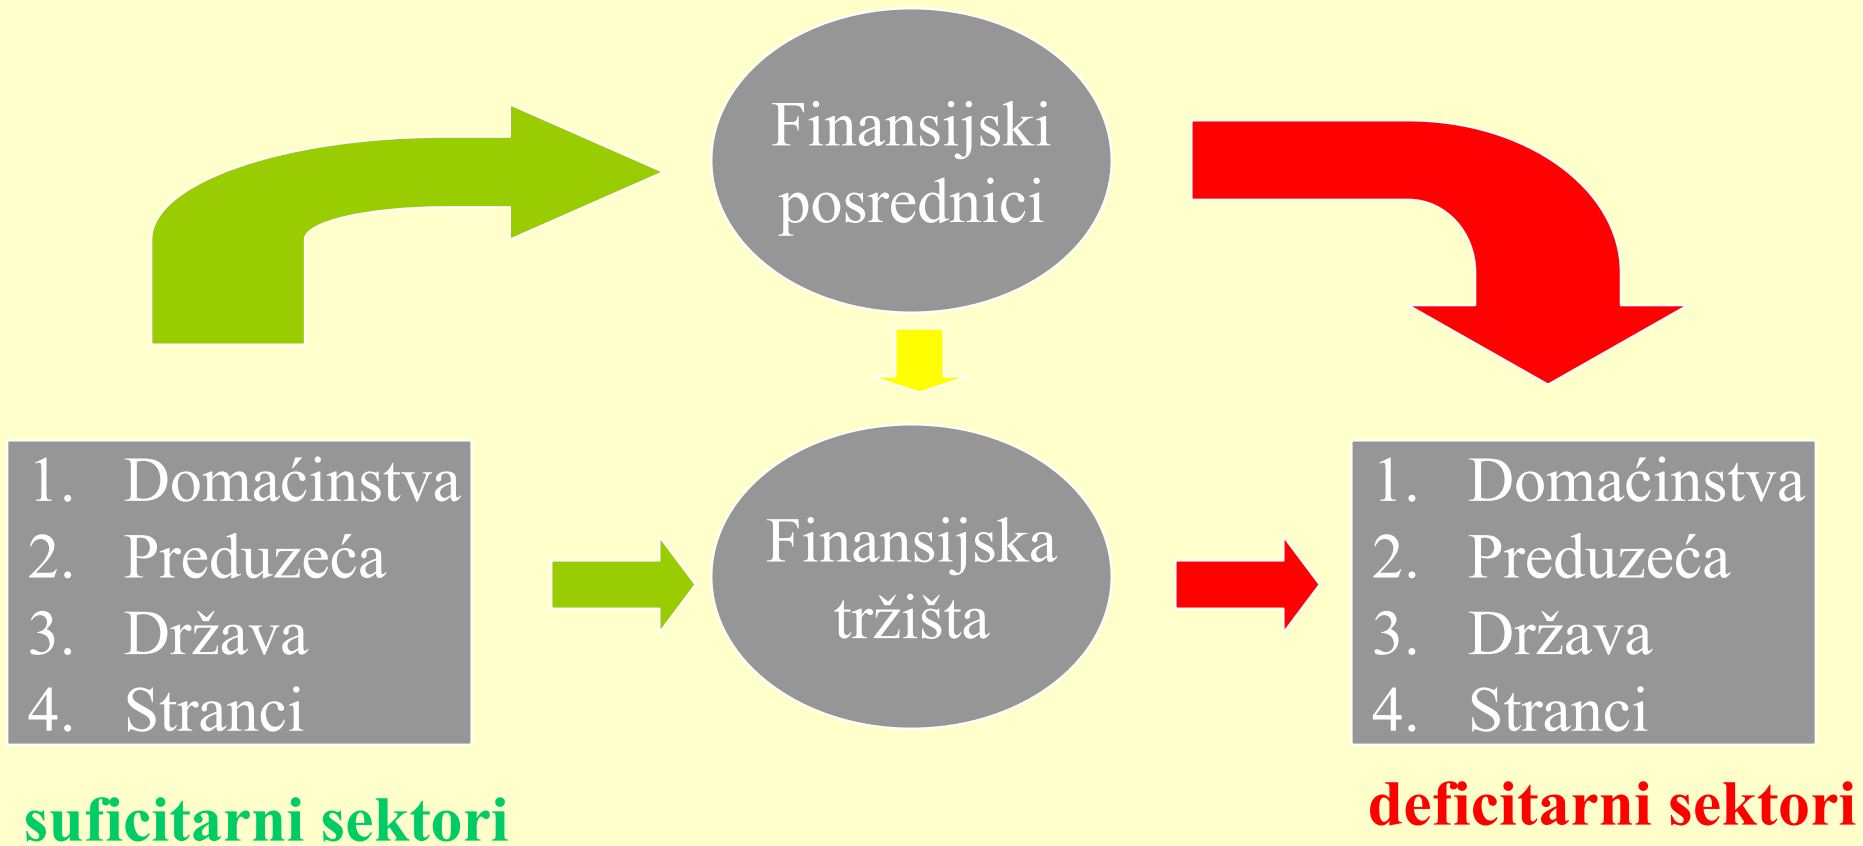 Finansijski
posrednici
1. Domaćinstva
2. Preduzeća
3. Država
4. Stranci
Finansijska
tržišta
1. Domaćinstva
2. Preduzeća
3. Država
4. Stranci
suficitarni sektori
deficitarni sektori